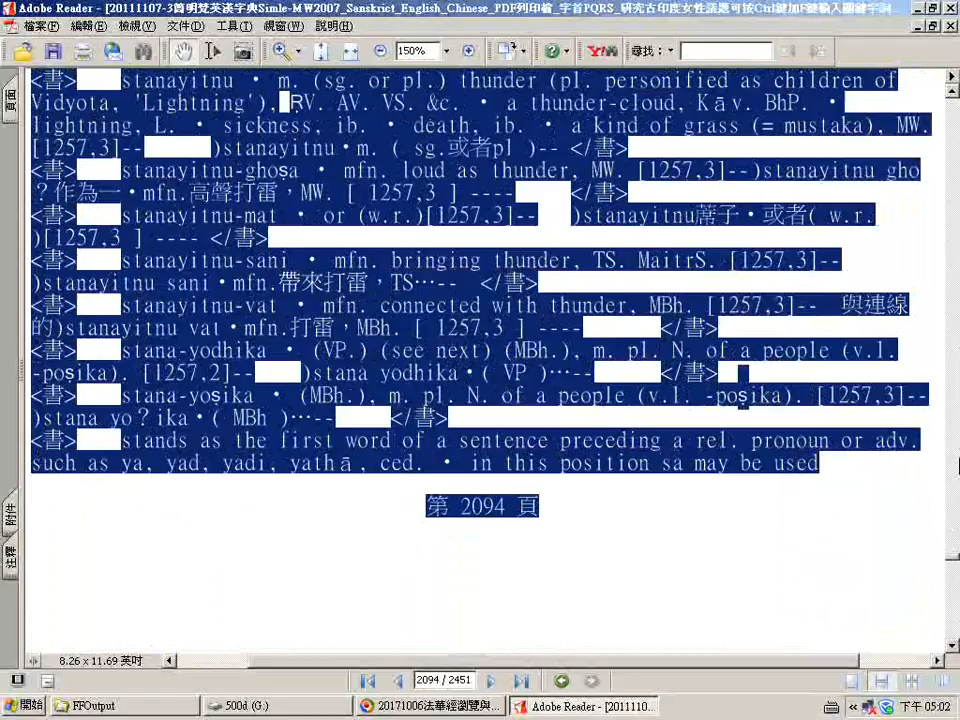 Adobe Reader - [20111107-3簡明梵英漢字典Simle-MW2007_Sanskrict_English_Chinese_PDF列印檔_字首PQRS_研究古印度女性議題可按Ctrl鍵加F鍵輸入關鍵字詞
檔案(F) 編輯(E) 檢視(V) 文件(D) 工具(T) 視窗(W) 說明(H)
150% 尋找：
頁面
<書> stanayitnu • m. (sg. or pl.) thunder (pl. personified as children of
Vidyota, 'Lightning'), RV. AV. VS. &c. • a thunder-cloud, Kāv. BhP. •
lightning, L. • sickness, ib. • death, ib. • a kind of grass (= mustaka), MW.
[1257,3]-- )stanayitnu•m. ( sg.或者pl )-- </書>
<書> stanayitnu-ghoṣa • mfn. loud as thunder, MW. [1257,3]--)stanayitnu gho
？作為一•mfn.高聲打雷，MW. [ 1257,3 ] ---- </書>
<書> stanayitnu-mat • or (w.r.)[1257,3]-- )stanayitnu蓆子•或者( w.r.
)[1257,3 ] ---- </書>
<書> stanayitnu-sani • mfn. bringing thunder, TS. MaitrS. [1257,3]--
)stanayitnu sani•mfn.帶來打雷，TS…-- </書>
<書> stanayitnu-vat • mfn. connected with thunder, MBh. [1257,3]-- 與連線
的)stanayitnu vat•mfn.打雷，MBh. [ 1257,3 ] ---- </書>
<書> stana-yodhika • (VP.) (see next) (MBh.), m. pl. N. of a people (v.l.
-poṣika). [1257,2]-- )stana yodhika•( VP )…-- </書>
<書> stana-yoṣika • (MBh.), m. pl. N. of a people (v.l. -poṣika). [1257,3]--
)stana yo？ika•( MBh )…-- </書>
<書> stands as the first word of a sentence preceding a rel. pronoun or adv.
such as ya, yad, yadi, yathā, ced. • in this position sa may be used
第 2094 頁
附件
注釋
8.26 x 11.69 英吋
2094 / 2451
開始 FFOutput 500d (G:) 20171006法華經瀏覽與... Adobe Reader - [201110... 下午 05:02